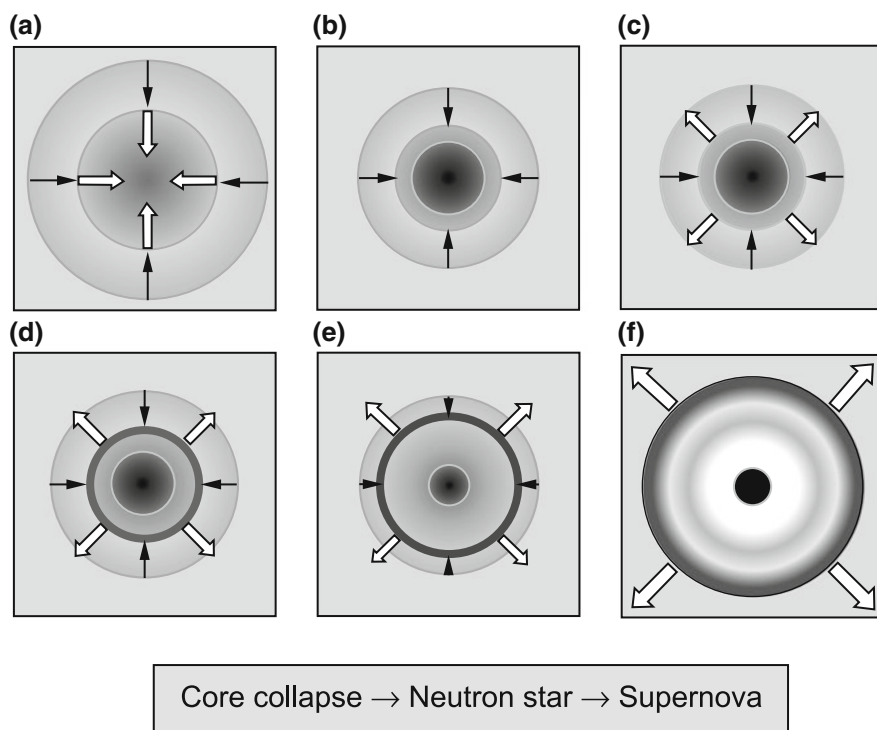 (a)
(b)
(c)
(d)
(e)
(f)
Core collapse → Neutron star → Supernova